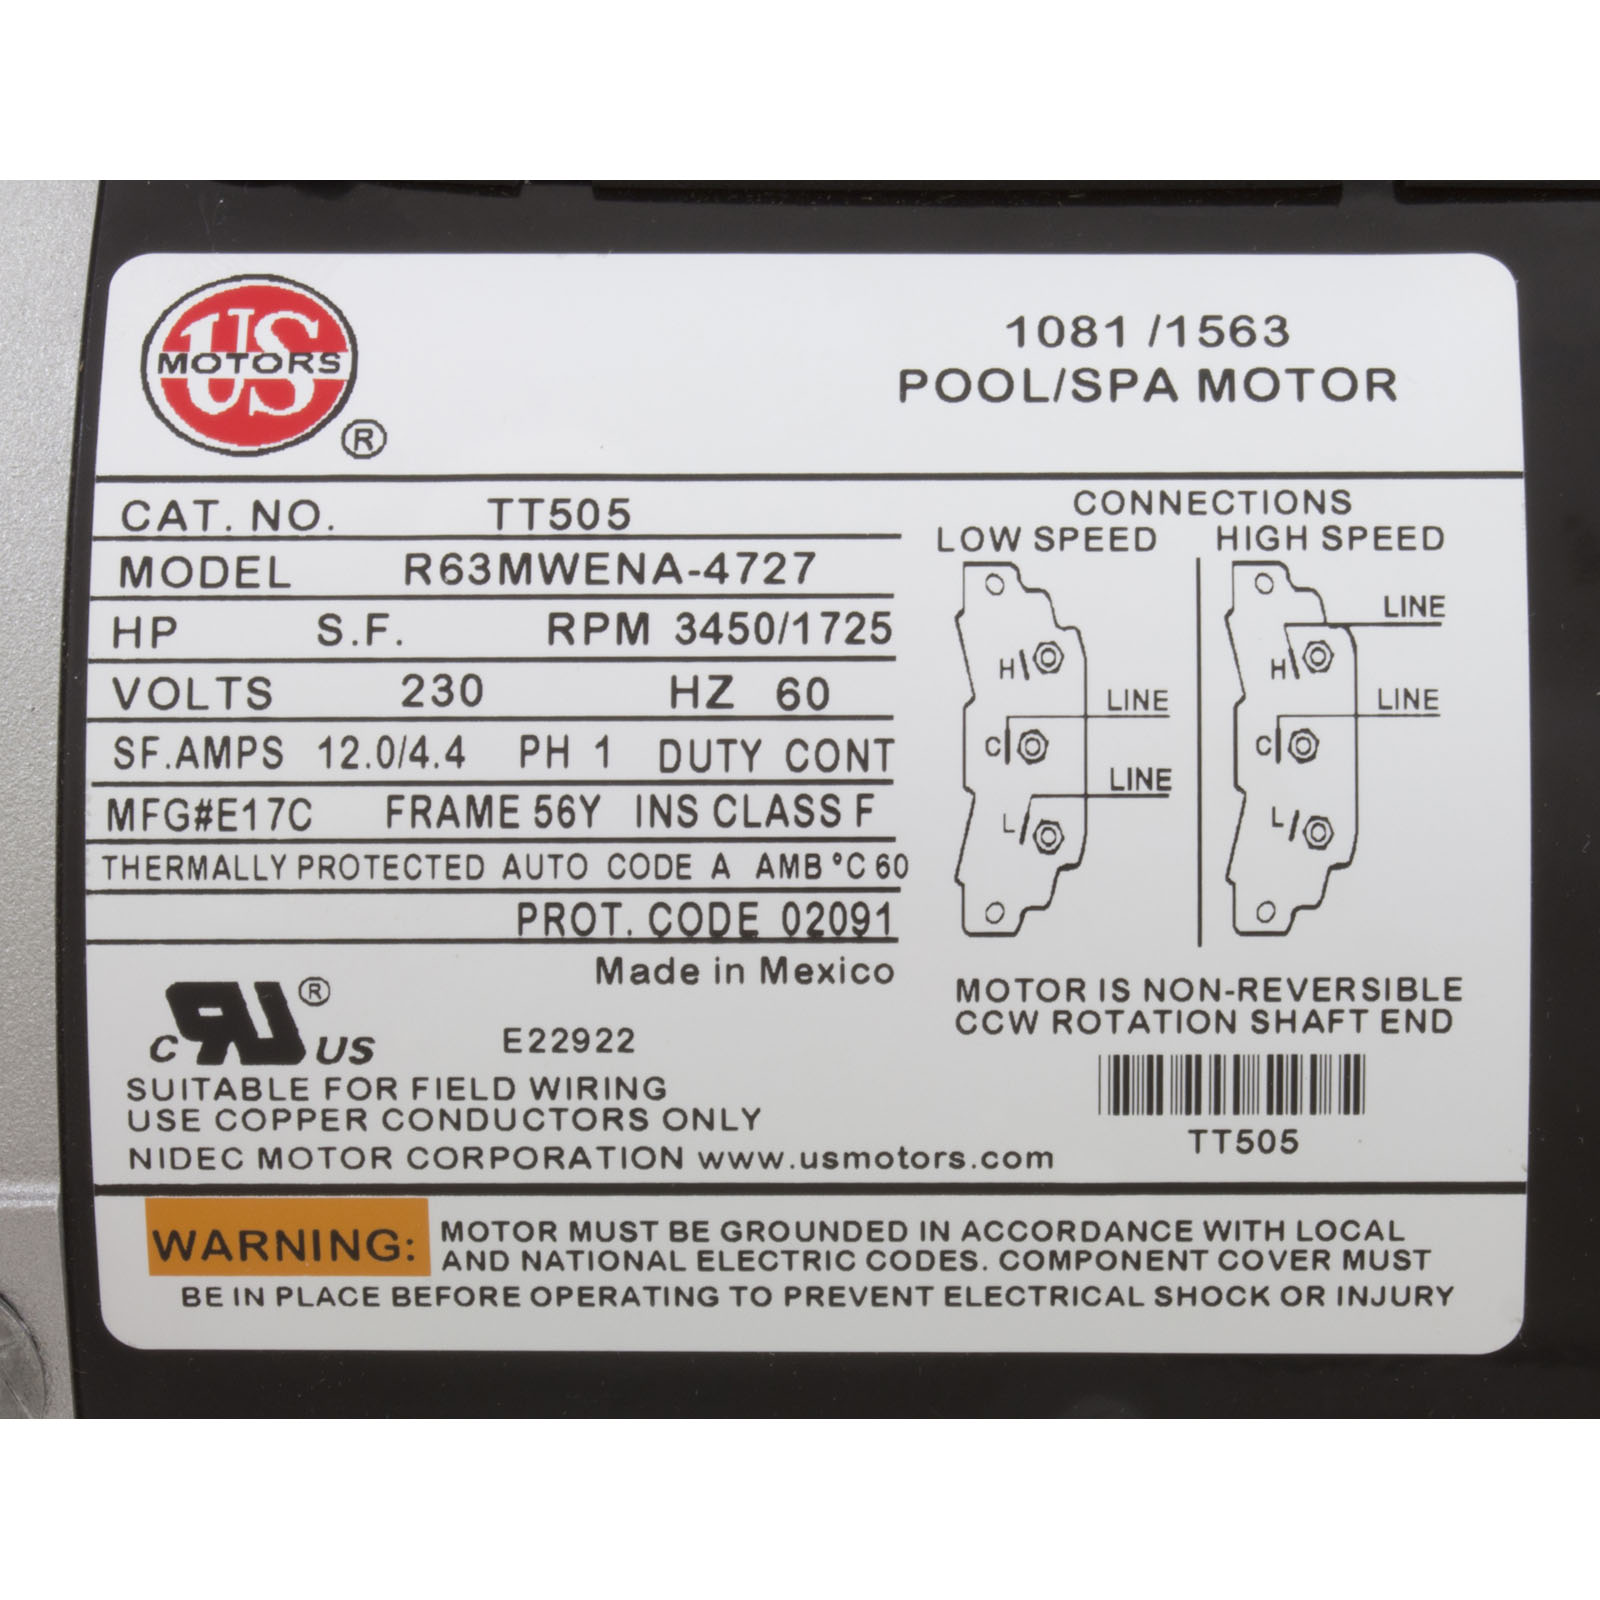 US
MOTORS
®
1081 /1563
POOL/SPA MOTOR
CAT. NO. TT505
MODEL R63MWENA-4727
HP S.F. RPM 3450/1725
VOLTS 230 HZ 60
SF.AMPS 12.0/4.4 PH 1 DUTY CONT
MFG#E17C FRAME 56Y INS CLASS F
THERMALLY PROTECTED AUTO CODE A AMB °C 60
PROT. CODE 02091
Made in Mexico
CONNECTIONS
LOW SPEED HIGH SPEED
H
LINE
C
LINE
L
LINE
H
LINE
C
L
MOTOR IS NON-REVERSIBLE
CCW ROTATION SHAFT END
TT505
C RU ® US E22922
SUITABLE FOR FIELD WIRING
USE COPPER CONDUCTORS ONLY
NIDEC MOTOR CORPORATION www.usmotors.com
WARNING: MOTOR MUST BE GROUNDED IN ACCORDANCE WITH LOCAL
AND NATIONAL ELECTRIC CODES. COMPONENT COVER MUST
BE IN PLACE BEFORE OPERATING TO PREVENT ELECTRICAL SHOCK OR INJURY